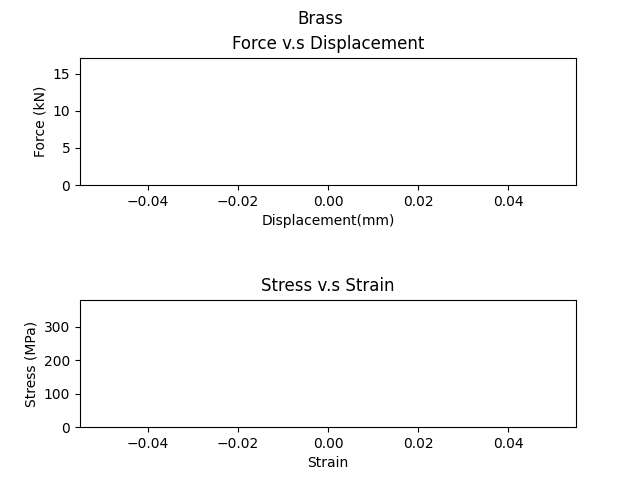 Brass
Force v.s Displacement
Force (kN)
15
10
5
0
−0.04 −0.02 0.00 0.02 0.04
Displacement(mm)
Stress v.s Strain
Stress (MPa)
300
200
100
0
−0.04 −0.02 0.00 0.02 0.04
Strain